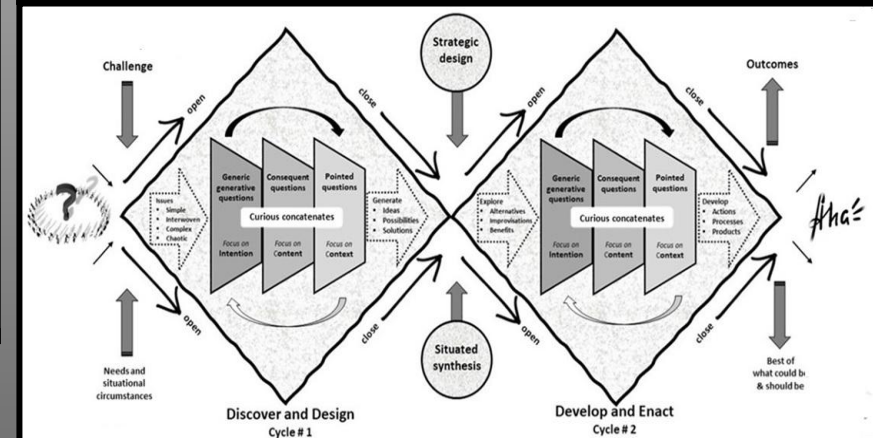 Challenge
open
?
?
Issues
• Simple
• Interwoven
• Complex
• Chaotic
open
Needs and
situational
circumstances
Generic
generative
questions
Consequent
questions
Pointed
questions
Curious concatenates
Focus on
Intention
Focus on
Content
Focus on
Context
close
Generate
• Ideas
• Possibilities
• Solutions
close
Discover and Design
Cycle # 1
Strategic
design
Situated
synthesis
open
Explore
• Alternatives
• Improvisations
• Benefits
open
Generic
generative
questions
Consequent
questions
Pointed
questions
Curious concatenates
Focus on
Intention
Focus on
Content
Focus on
Context
close
Develop
• Actions
• Processes
• Products
close
Develop and Enact
Cycle # 2
Outcomes
Aha
Best of
what could be
& should be